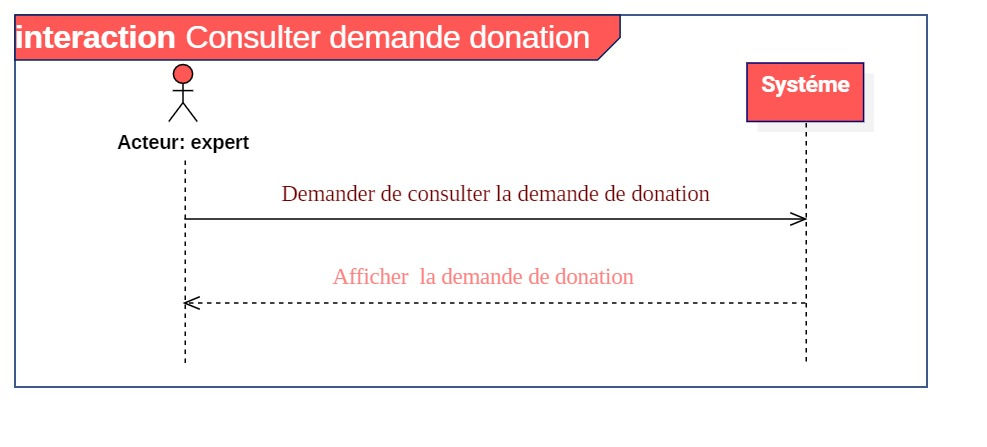 interaction Consulter demande donation
Systéme
Acteur: expert
Demander de consulter la demande de donation
Afficher  la demande de donation